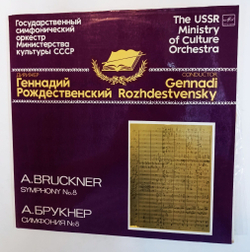 Государственный
симфонический
оркестр
Министерства
культуры СССР
The USSR
Ministry
of Culture
Orchestra
ДИРИЖЕР
Геннадий
Рождественский
CONDUCTOR
Gennadi
Rozhdestvensky
A.BRUCKNER
SYMPHONY No.8
А.БРУКНЕР
СИМФОНИЯ №8